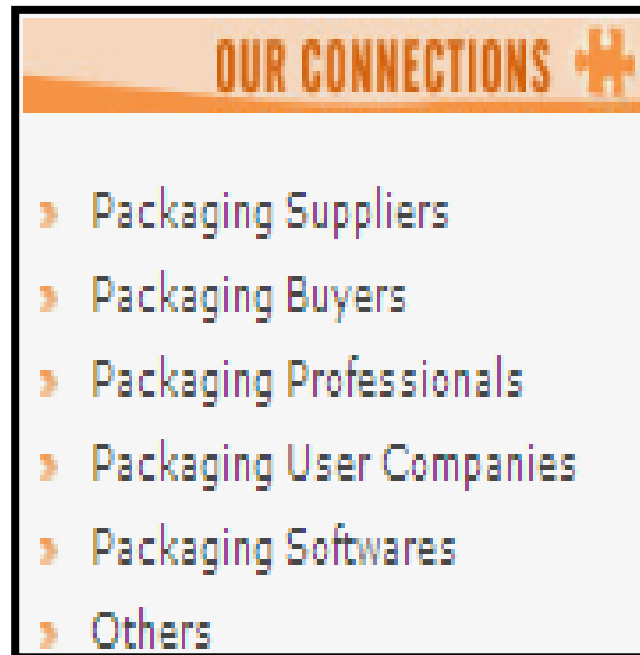 OUR CONNECTIONS
Packaging Suppliers
Packaging Buyers
Packaging Professionals
Packaging User Companies
Packaging Softwares
Others